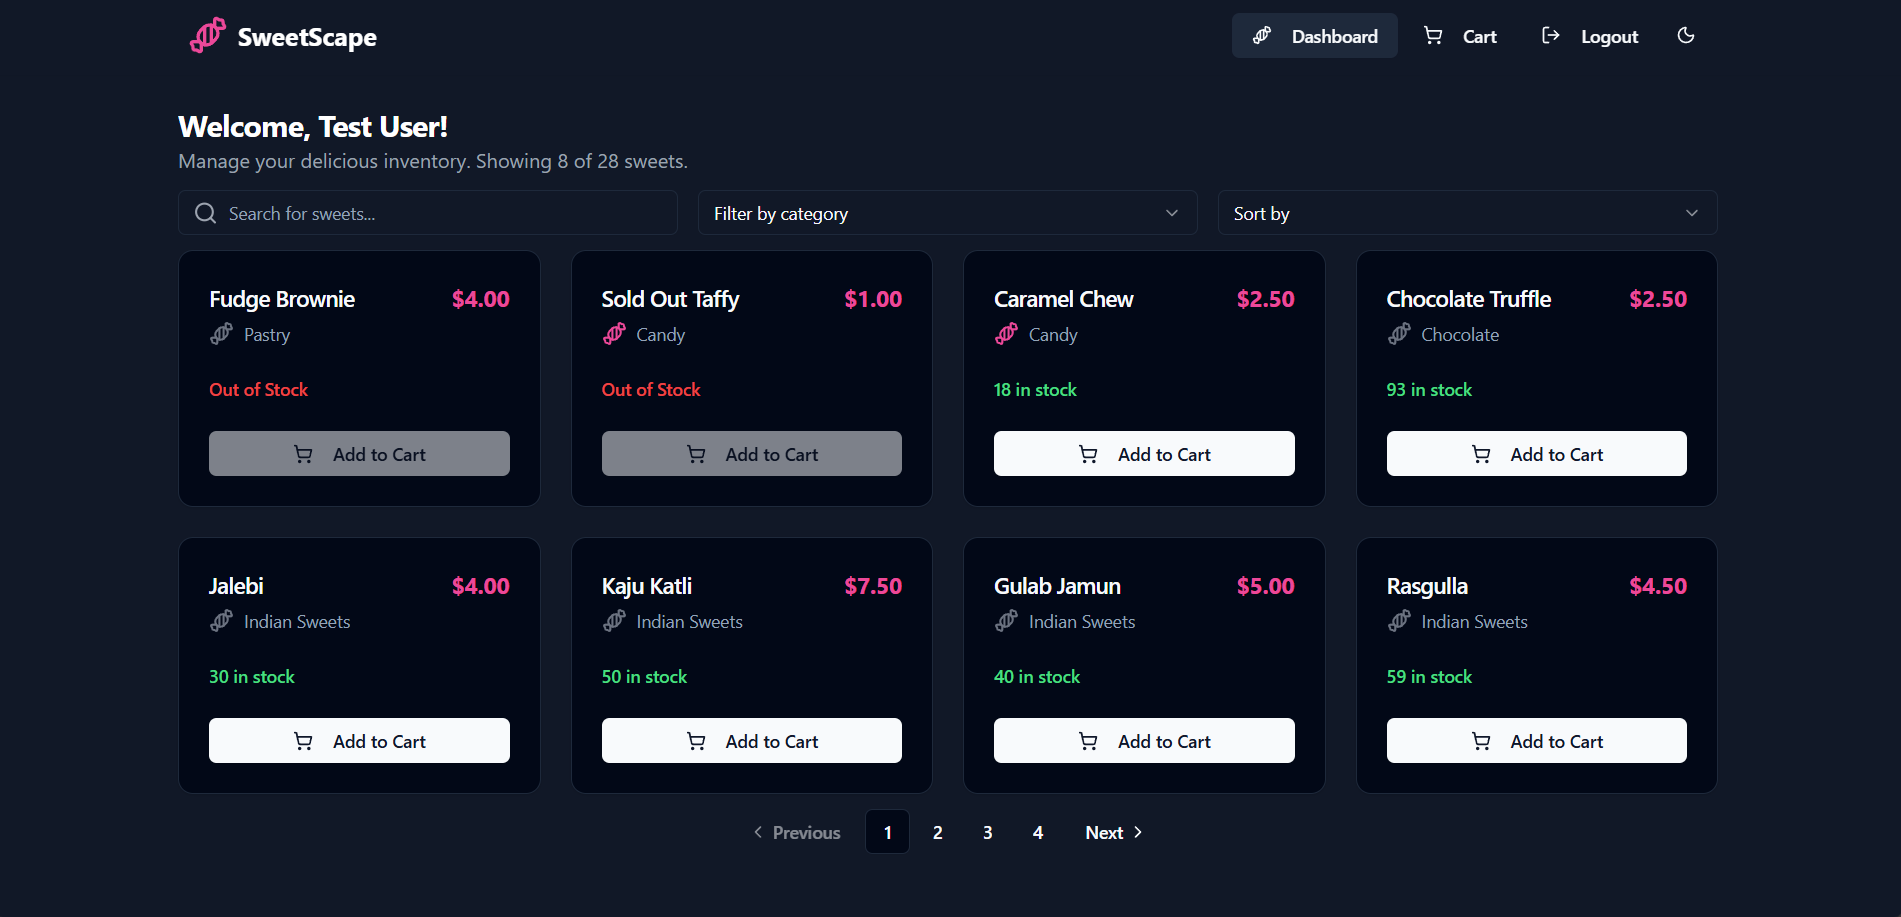 SweetScape
Dashboard
Cart
Logout
Welcome, Test User!
Manage your delicious inventory. Showing 8 of 28 sweets.
Search for sweets...
Filter by category
Sort by
Fudge Brownie
$4.00
Pastry
Out of Stock
Add to Cart
Sold Out Taffy
$1.00
Candy
Out of Stock
Add to Cart
Caramel Chew
$2.50
Candy
18 in stock
Add to Cart
Chocolate Truffle
$2.50
Chocolate
93 in stock
Add to Cart
Jalebi
$4.00
Indian Sweets
30 in stock
Add to Cart
Kaju Katli
$7.50
Indian Sweets
50 in stock
Add to Cart
Gulab Jamun
$5.00
Indian Sweets
40 in stock
Add to Cart
Rasgulla
$4.50
Indian Sweets
59 in stock
Add to Cart
Previous 1 2 3 4 Next